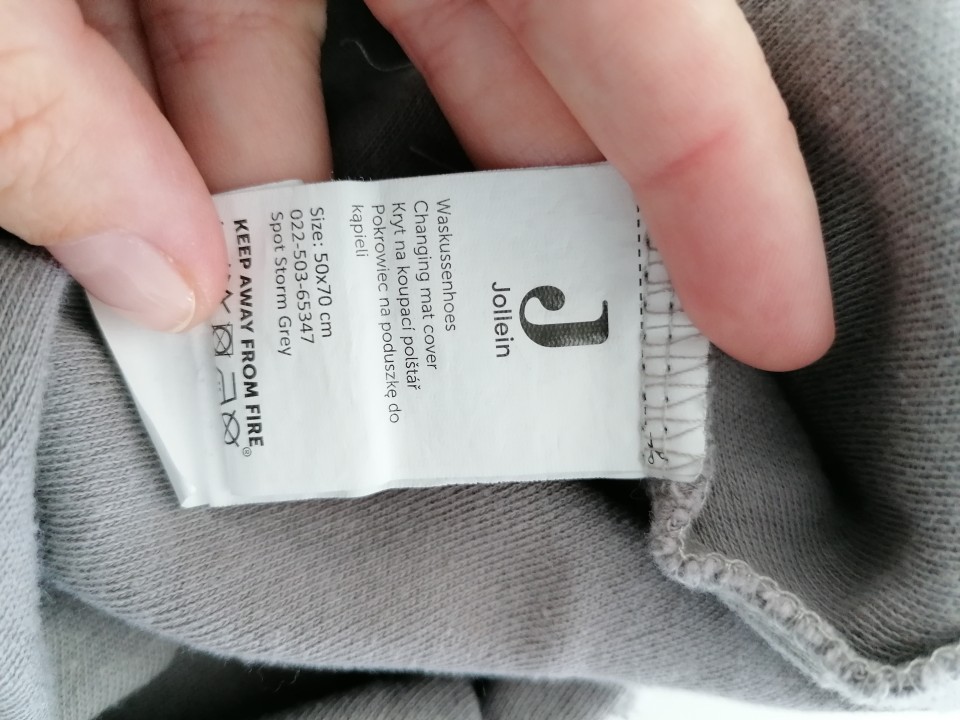 J
Jollein
Waskussenhoes
Changing mat cover
Kryt na koupací polštář
Pokrowiec na poduszkę do
kąpieli
Size: 50x70 cm
022-503-65347
Spot Storm Grey
KEEP AWAY FROM FIRE®